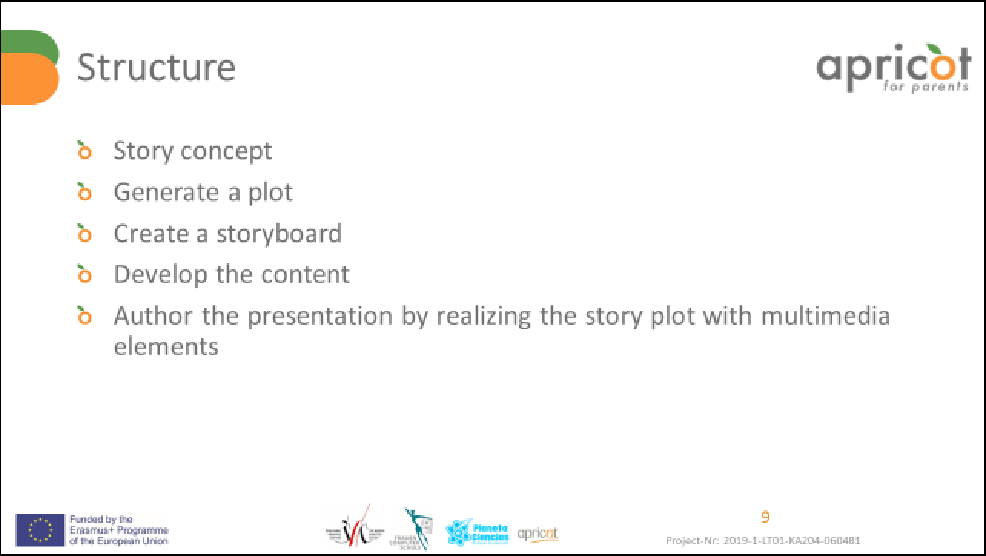 Structure
apricot
for parents
Story concept
Generate a plot
Create a storyboard
Develop the content
Author the presentation by realizing the story plot with multimedia
elements
Funded by the
Erasmus+ Programme
of the European Union
Planeta
Ciencias
apricot
9
Project-Nr: 2019-1-LT01-KA204-060481